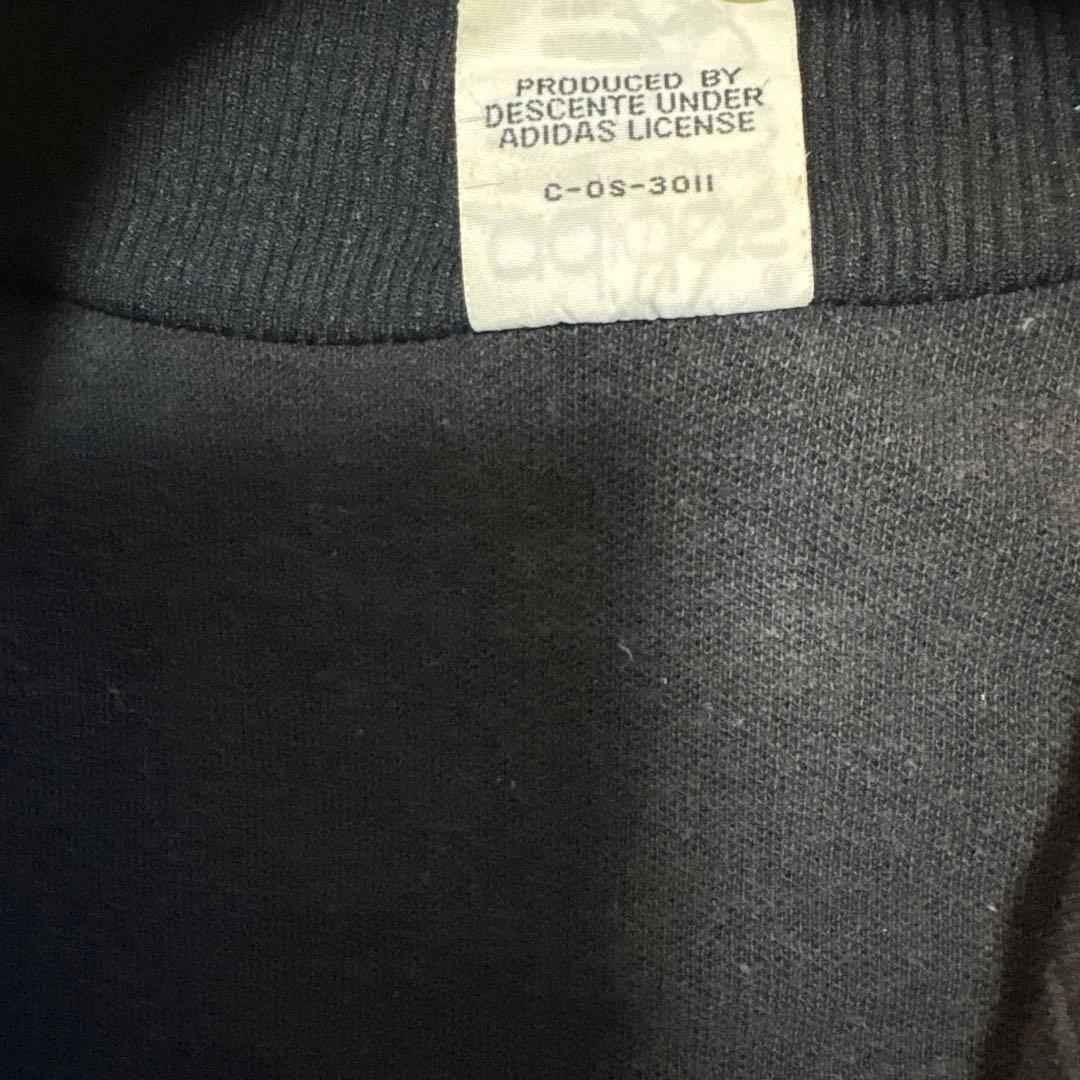 PRODUCED BY
DESCENTE UNDER
ADIDAS LICENSE
C-OS-3011